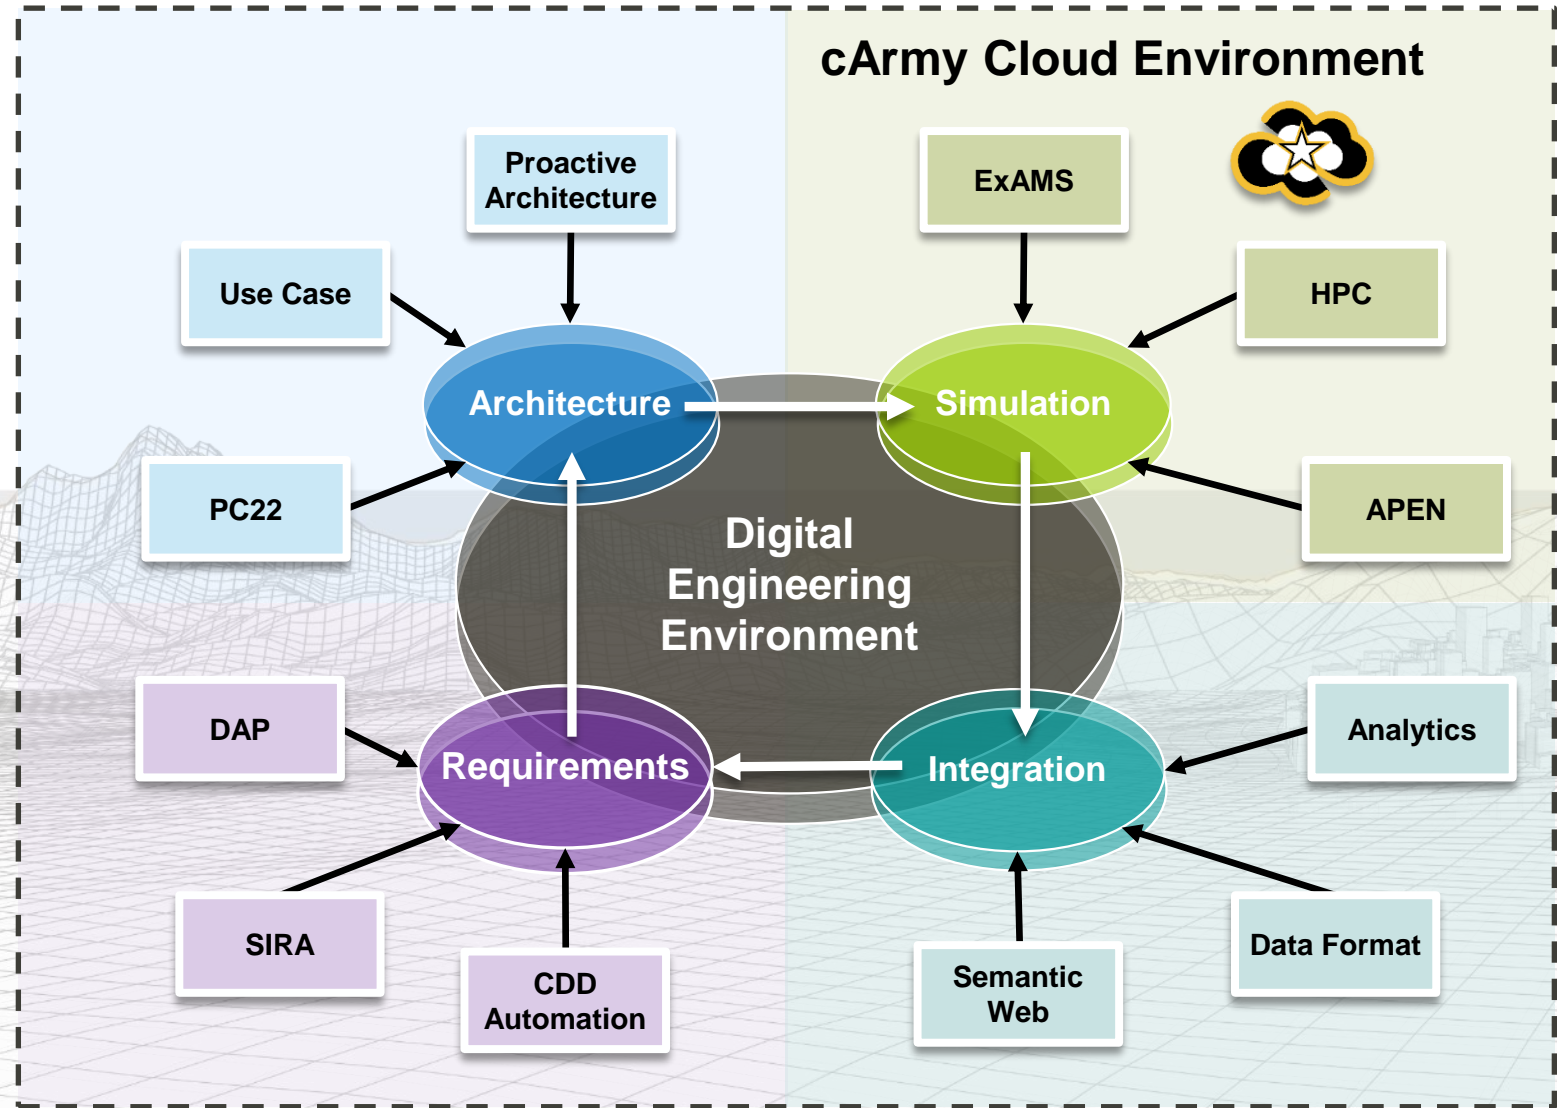 cArmy Cloud Environment
Proactive
Architecture
ExAMS
Use Case
HPC
Architecture
Simulation
PC22
APEN
Digital
Engineering
Environment
DAP
Analytics
Requirements
Integration
SIRA
Data Format
CDD
Automation
Semantic
Web